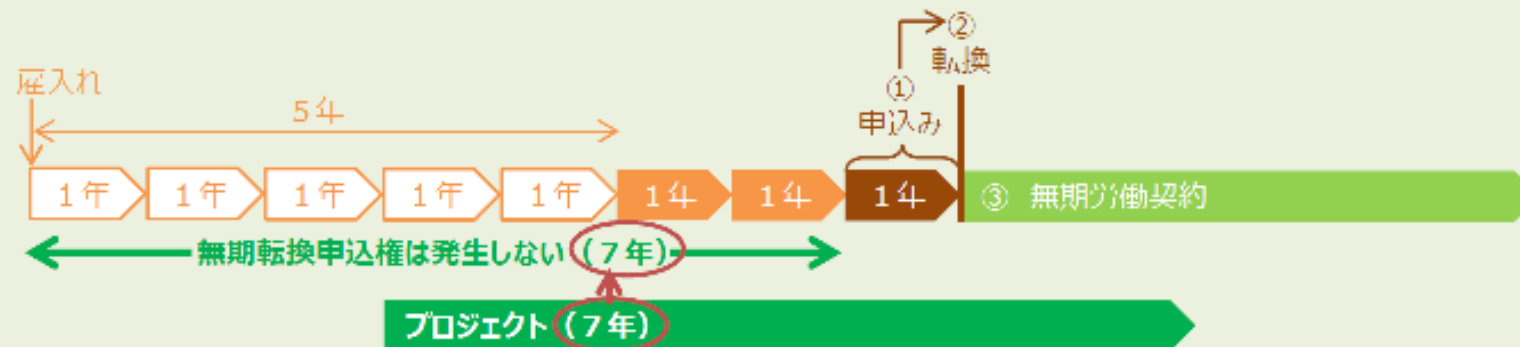 ②
転換
雇入れ
①
5年
申込み
1年 1年 1年 1年 1年 1年 1年 1年 ③ 無期労働契約
無期転換申込権は発生しない(7年)
プロジェクト(7年)